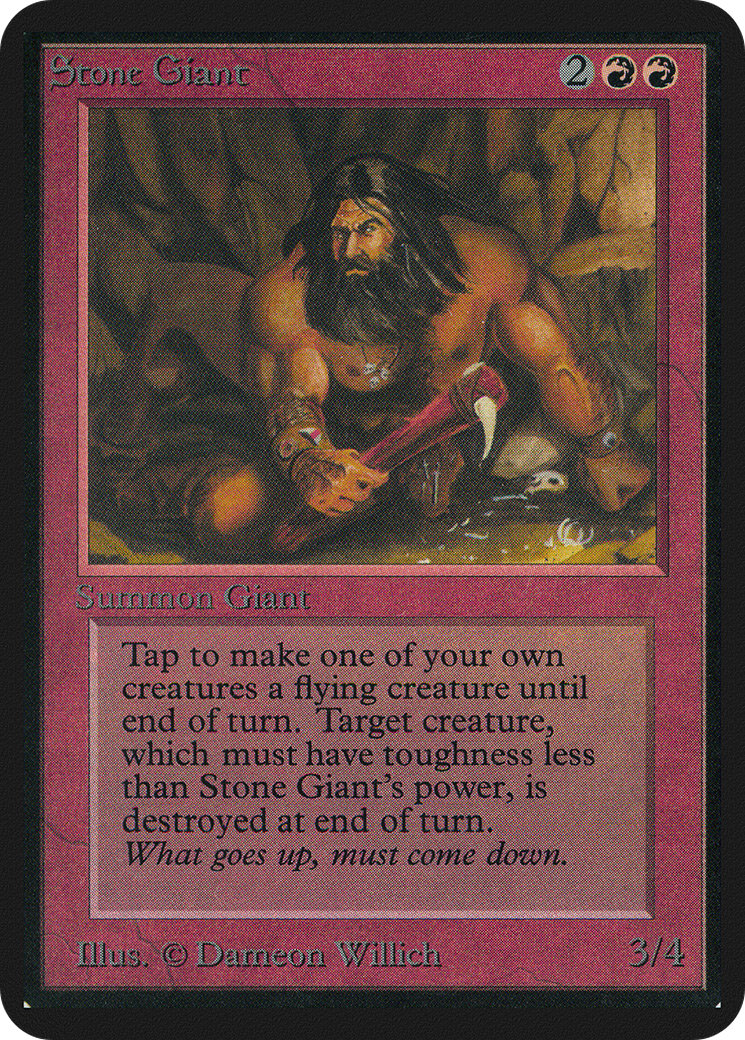 Stone Giant 2
Summon Giant
Tap to make one of your own
creatures a flying creature until
end of turn. Target creature,
which must have toughness less
than Stone Giant's power, is
destroyed at end of turn.
What goes up, must come down.
Illus. © Dameon Willich 3/4